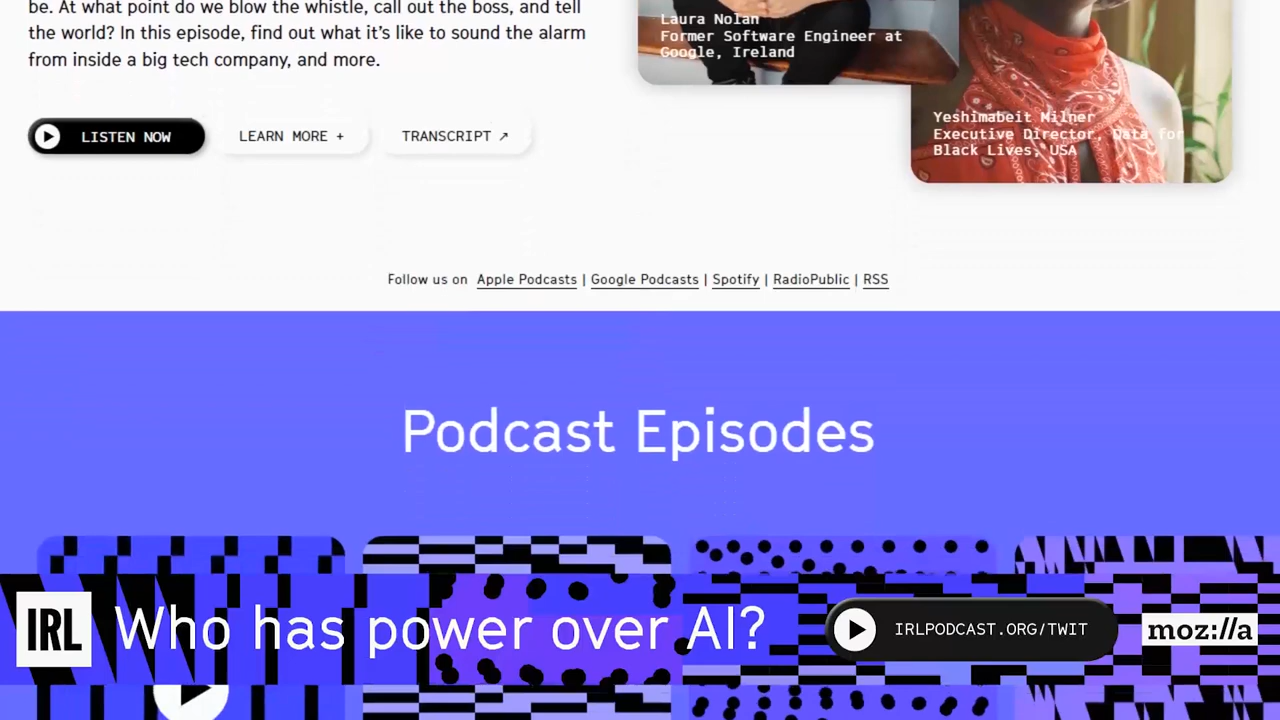 be. At what point do we blow the whistle, call out the boss, and tell
the world? In this episode, find out what it's like to sound the alarm
from inside a big tech company, and more.
LISTEN NOW
LEARN MORE +
TRANSCRIPT ↗
Laura Nolan
Former Software Engineer at
Google, Ireland
Yeshimabeit Milner
Executive Director, Data for
Black Lives, USA
Follow us on Apple Podcasts | Google Podcasts | Spotify | RadioPublic | RSS
Podcast Episodes
IRL
Who has power over AI?
IRLPODCAST.ORG/TWIT
moz://a